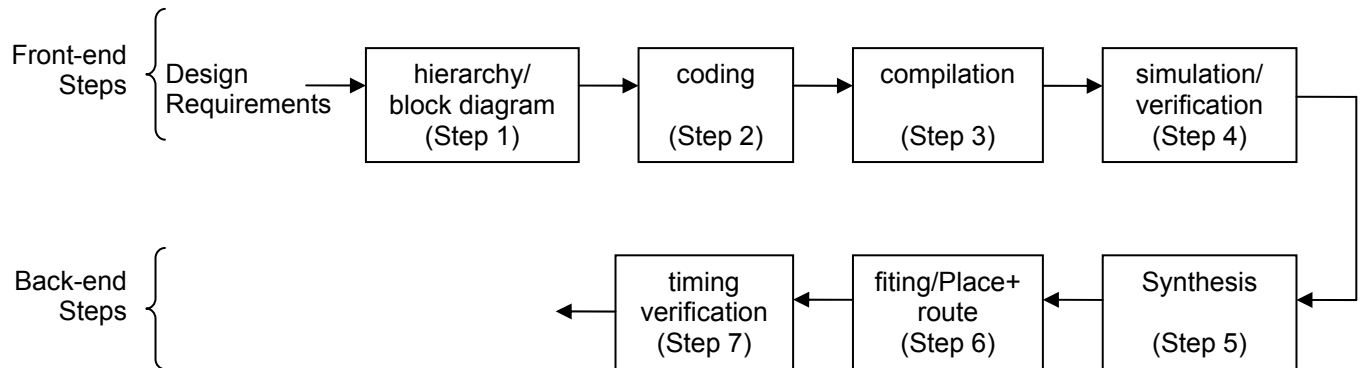 Front-end
Steps
Design
Requirements
hierarchy/
block diagram
(Step 1)
coding
(Step 2)
compilation
(Step 3)
simulation/
verification
(Step 4)
Back-end
Steps
timing
verification
(Step 7)
fiting/Place+
route
(Step 6)
Synthesis
(Step 5)